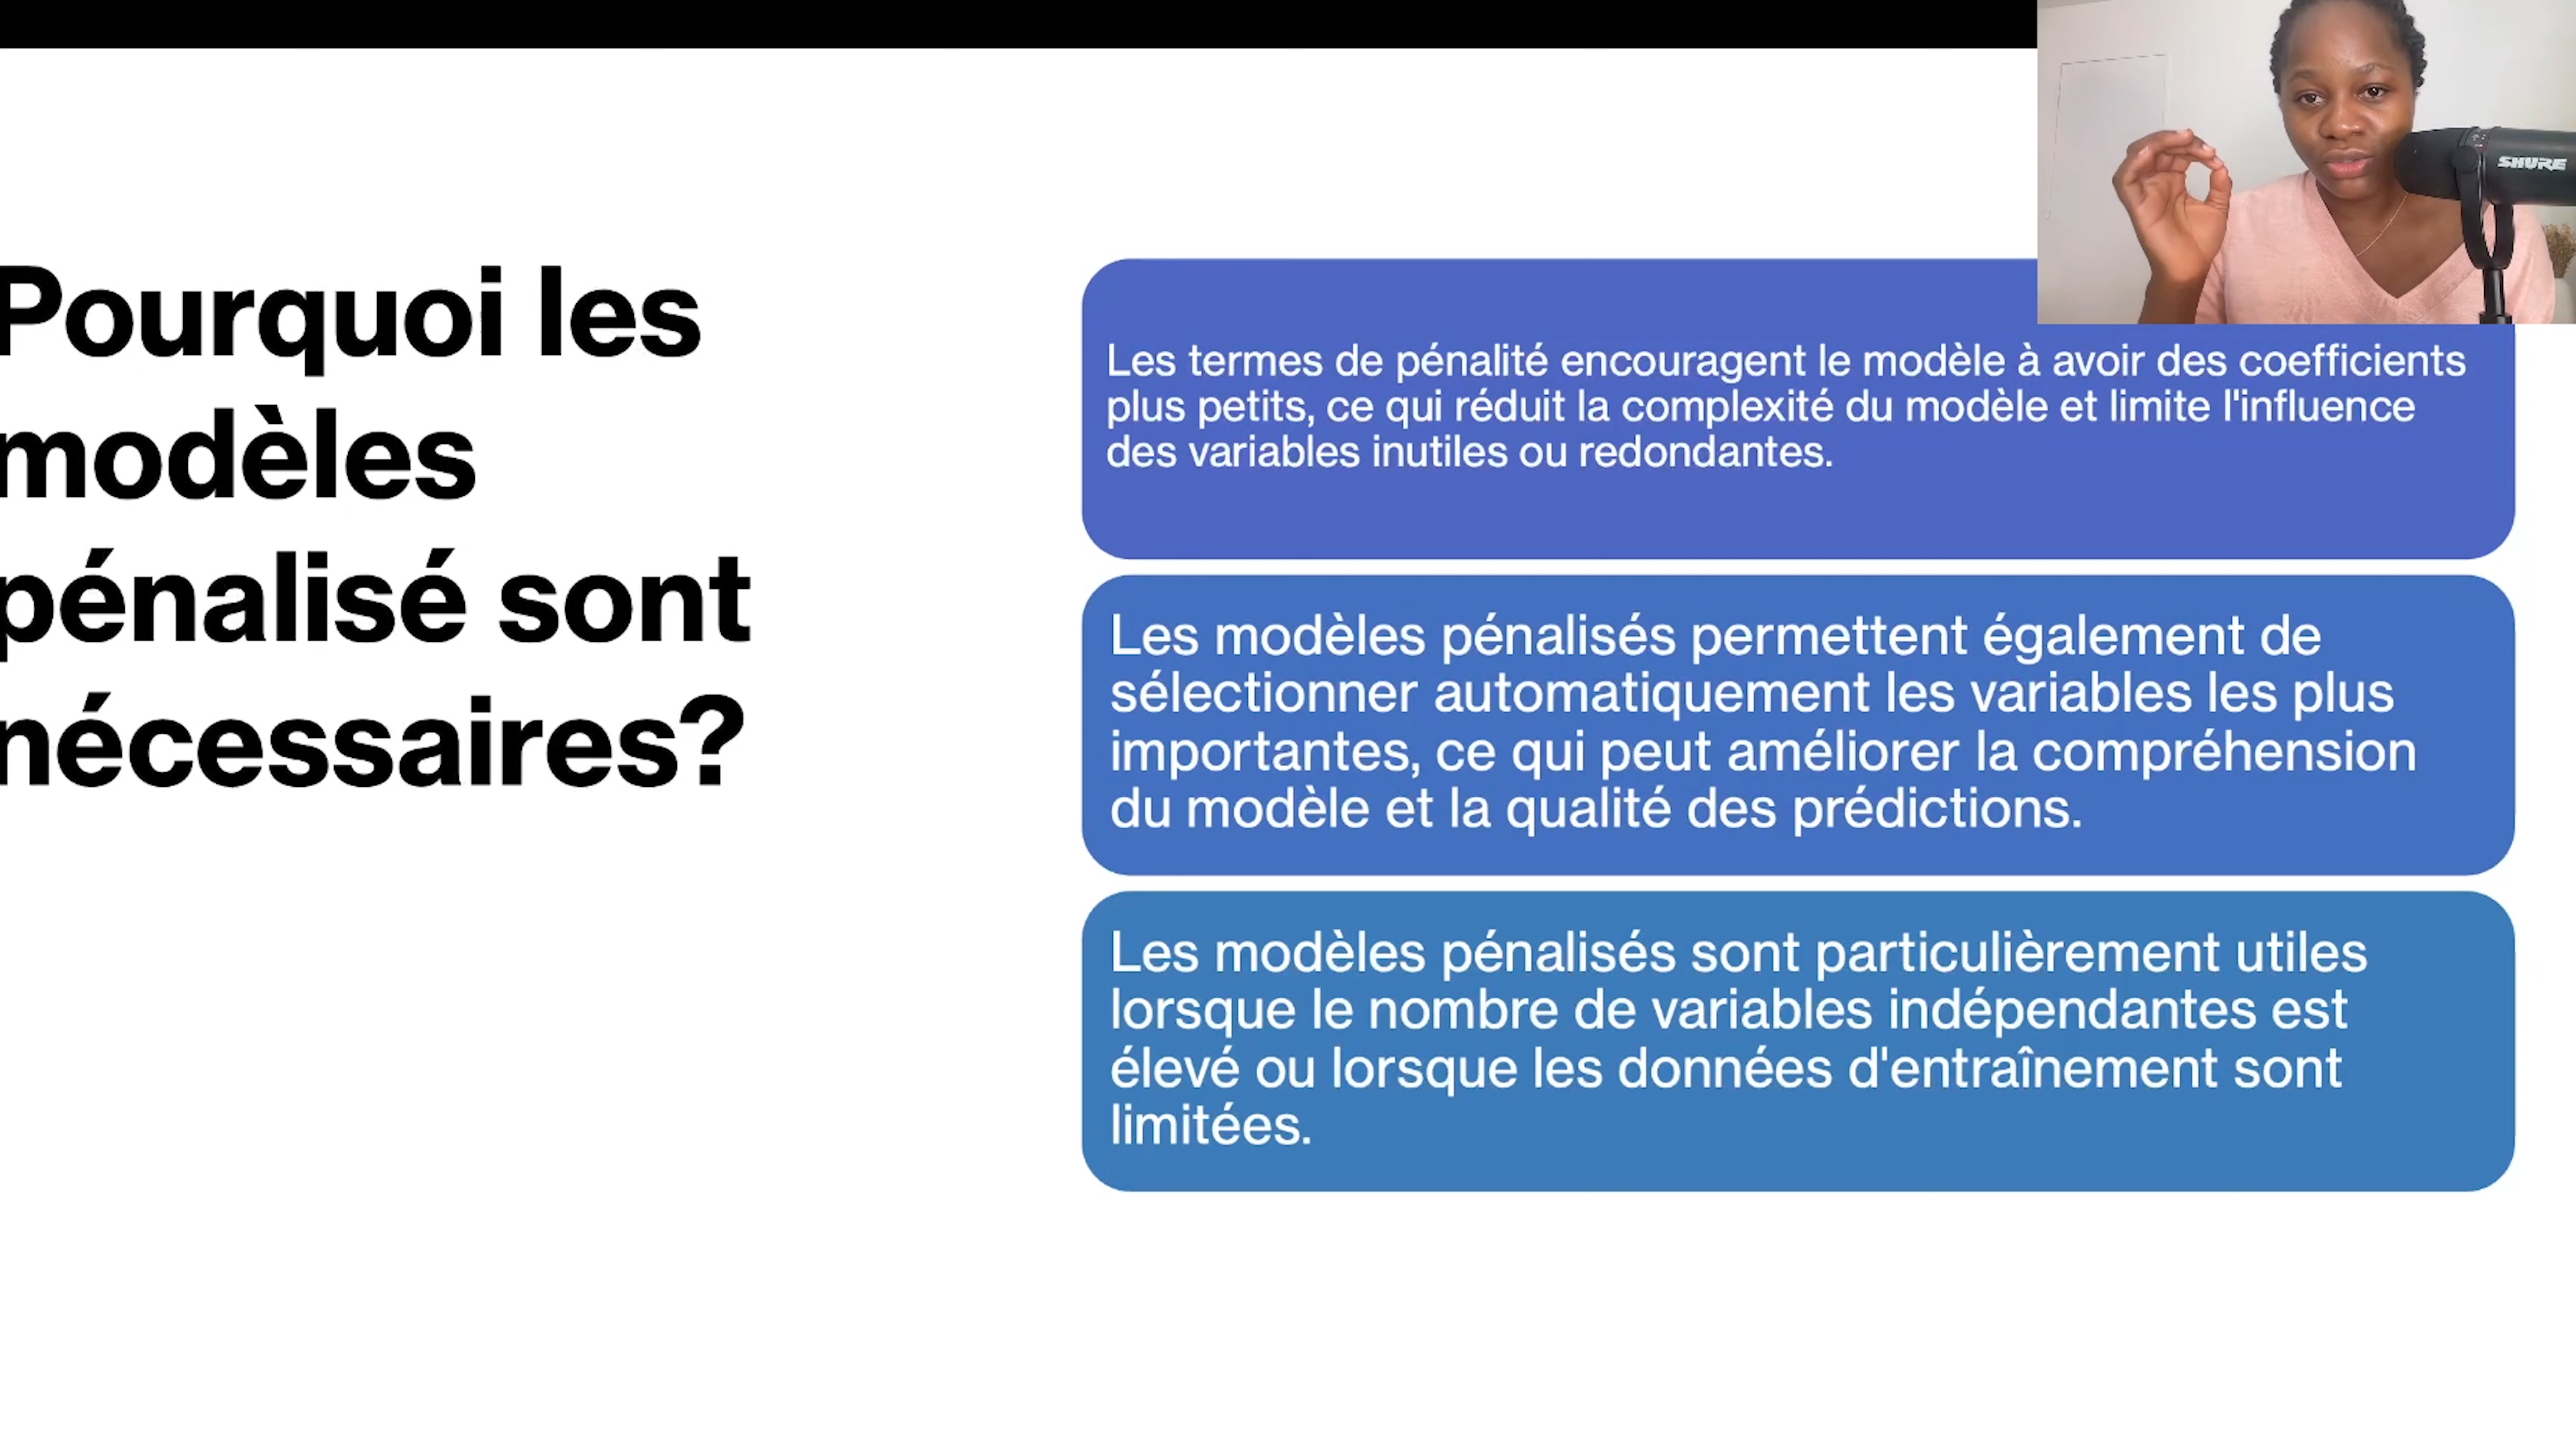 Pourquoi les
modèles
pénalisé sont
nécessaires?
SHURE
Les termes de pénalité encouragent le modèle à avoir des coefficients
plus petits, ce qui réduit la complexité du modèle et limite l'influence
des variables inutiles ou redondantes.
Les modèles pénalisés permettent également de
sélectionner automatiquement les variables les plus
importantes, ce qui peut améliorer la compréhension
du modèle et la qualité des prédictions.
Les modèles pénalisés sont particulièrement utiles
lorsque le nombre de variables indépendantes est
élevé ou lorsque les données d'entraînement sont
limitées.